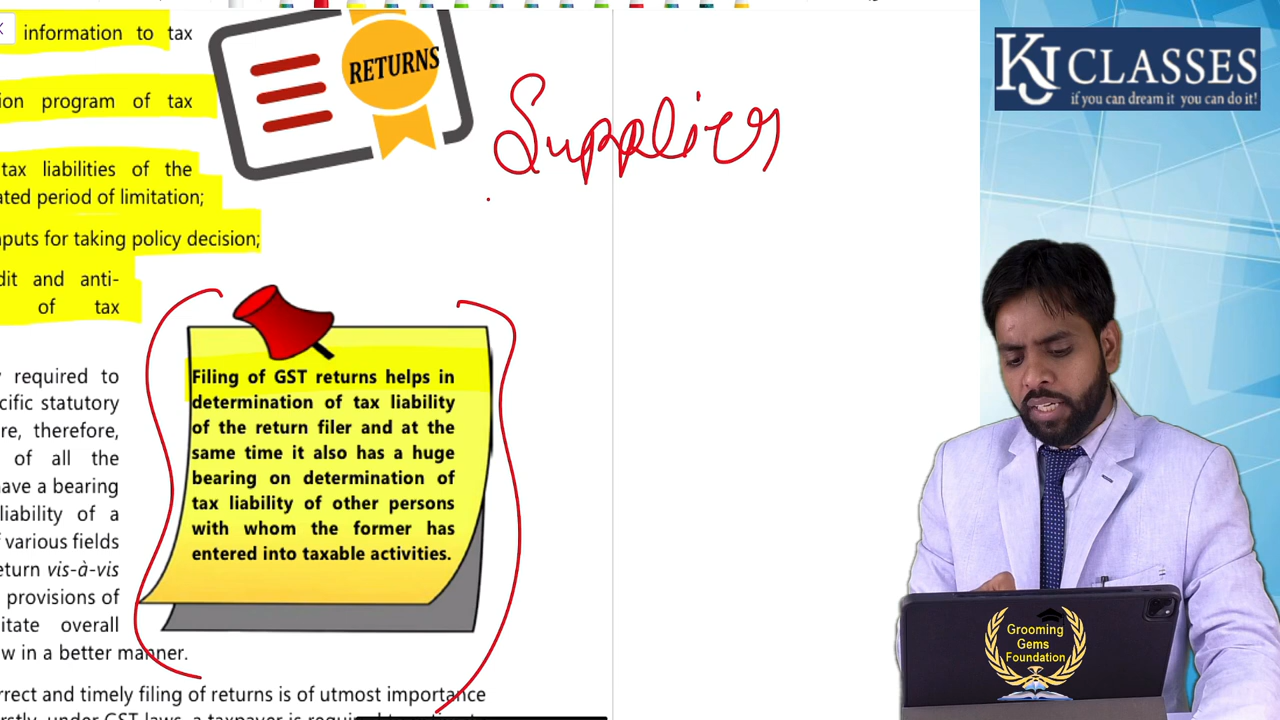 information to tax
RETURNS
ion program of tax
Supplier
tax liabilities of the
ated period of limitation;
nputs for taking policy decision;
dit and anti-
of tax
KJ CLASSES
if you can dream it you can do it!
Filing of GST returns helps in
determination of tax liability
of the return filer and at the
same time it also has a huge
bearing on determination of
tax liability of other persons
with whom the former has
entered into taxable activities.
y required to
cific statutory
re, therefore,
of all the
have a bearing
liability of a
f various fields
eturn vis-à-vis
provisions of
itate overall
w in a better manner.
rrect and timely filing of returns is of utmost importance
Grooming
Gems
Foundation